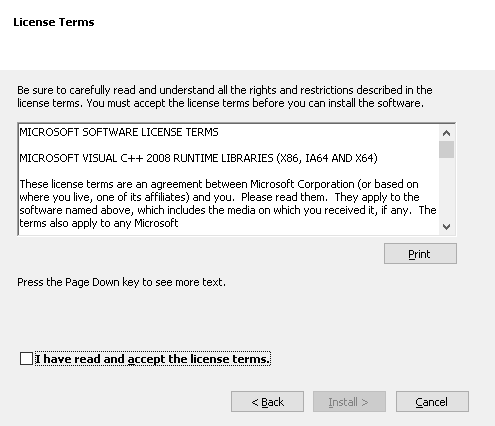 License Terms
Be sure to carefully read and understand all the rights and restrictions described in the
license terms. You must accept the license terms before you can install the software.
MICROSOFT SOFTWARE LICENSE TERMS
MICROSOFT VISUAL C++ 2008 RUNTIME LIBRARIES (X86, IA64 AND X64)
These license terms are an agreement between Microsoft Corporation (or based on
where you live, one of its affiliates) and you.  Please read them.  They apply to the
software named above, which includes the media on which you received it, if any.  The
terms also apply to any Microsoft
Print
Press the Page Down key to see more text.
I have read and accept the license terms.
< Back
Install >
Cancel